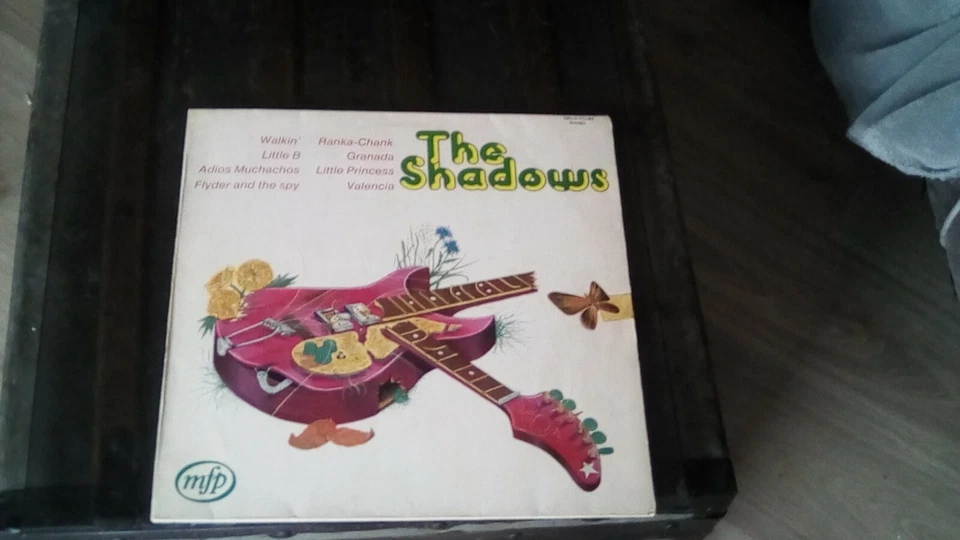 Walkin'
Little B
Adios Muchachos
Flyder and the spy
Ranka-Chank
Granada
Little Princess
Valencia
The
Shadows
mfp